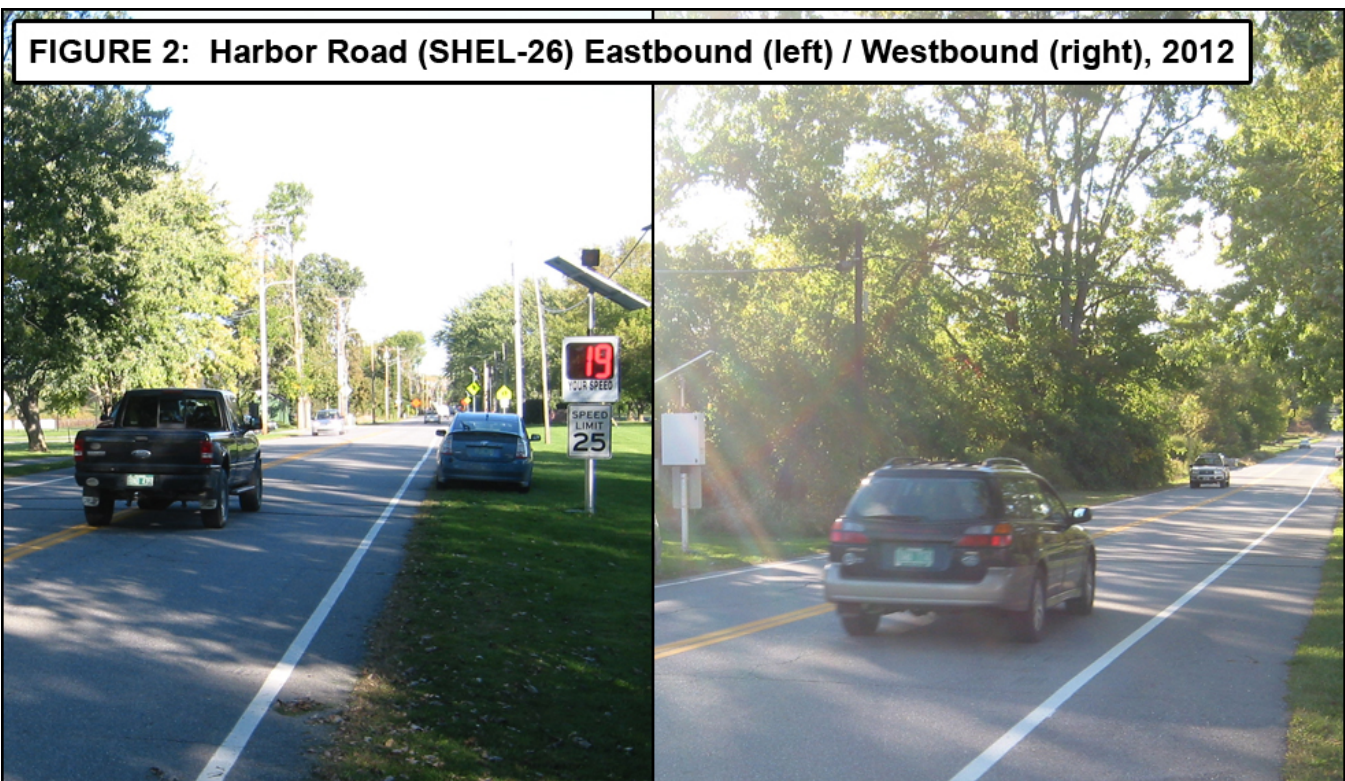 FIGURE 2:  Harbor Road (SHEL-26) Eastbound (left) / Westbound (right), 2012
19
YOUR SPEED
SPEED
LIMIT
25